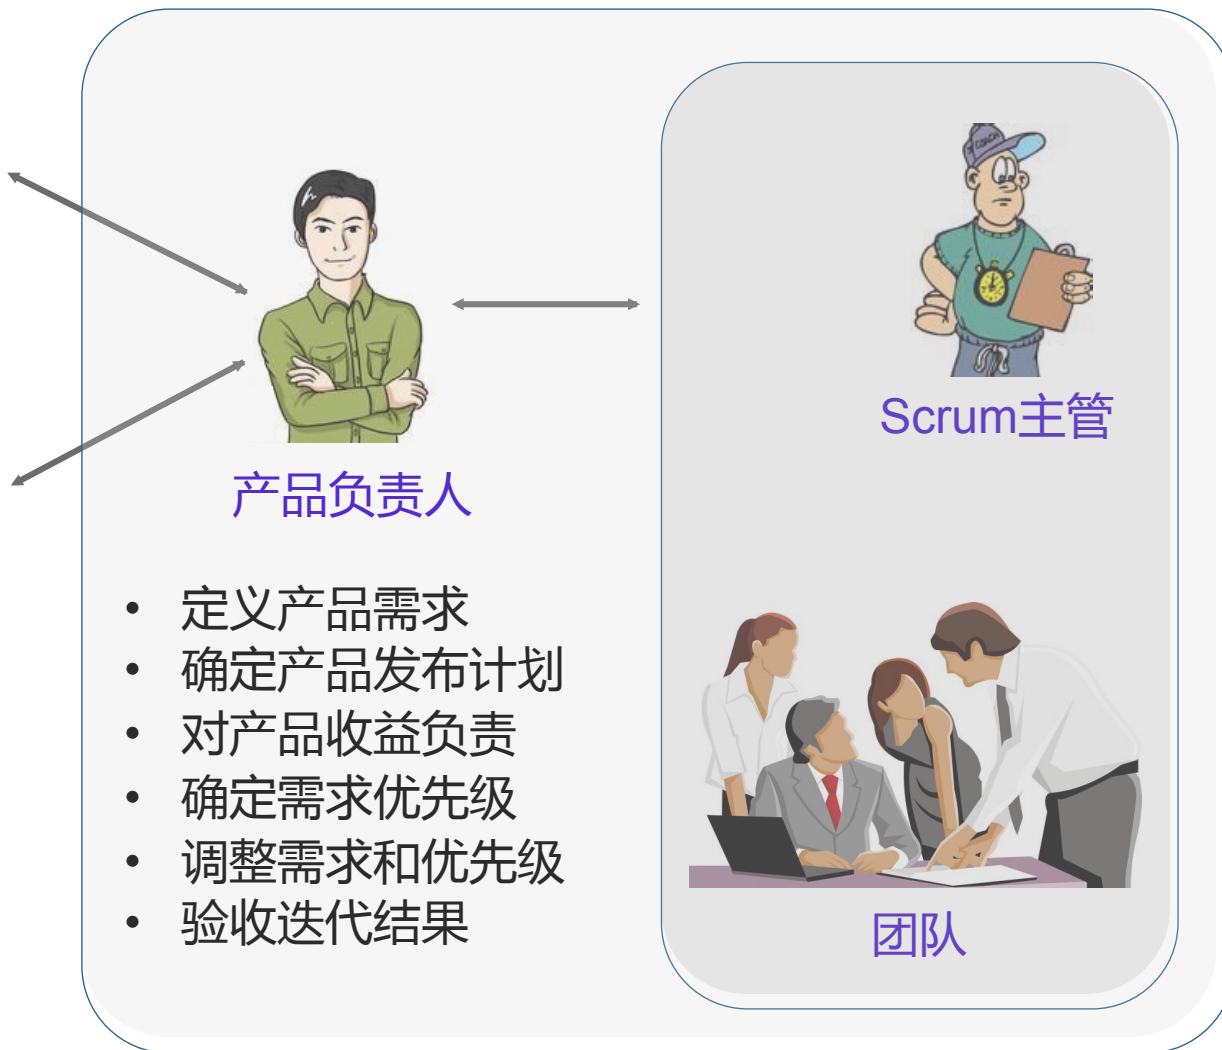 COACH
Scrum主管
产品负责人
• 定义产品需求
• 确定产品发布计划
• 对产品收益负责
• 确定需求优先级
• 调整需求和优先级
• 验收迭代结果
团队